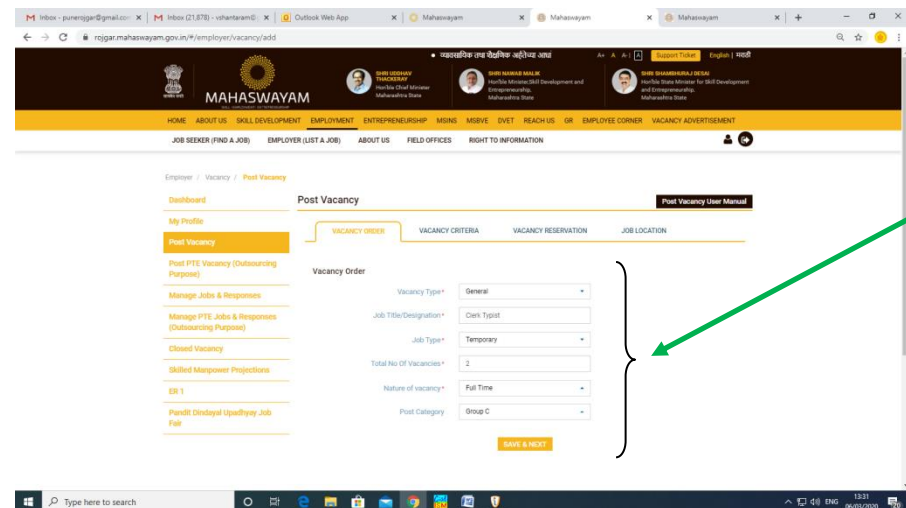 Inbox - punerojgar@gmail.com
Inbox (21,878) - vshantaram@
Outlook Web App
Mahaswayam
Mahaswayam
Mahaswayam
rojgar.mahaswayam.gov.in/#/employer/vacancy/add
• व्यावसायिक तथा शैक्षणिक अर्हतेच्या आधा
A+ A A-| A Support Ticket English | मराठी
MAHASWAYAM
SHRI UDDHAV THACKERAY
Hon'ble Chief Minister
Maharashtra State
SHRI NAWAB MALIK
Hon'ble Minister,Skill Development and
Entrepreneurship,
Maharashtra State
SHRI SHAMBHURAJ DESAI
Hon'ble State Minister for Skill Development
and Entrepreneurship,
Maharashtra State
HOME ABOUT US SKILL DEVELOPMENT EMPLOYMENT ENTREPRENEURSHIP MSINS MSBVE DVET REACH US GR EMPLOYEE CORNER VACANCY ADVERTISEMENT
JOB SEEKER (FIND A JOB) EMPLOYER (LIST A JOB) ABOUT US FIELD OFFICES RIGHT TO INFORMATION
Employer / Vacancy / Post Vacancy
Dashboard
My Profile
Post Vacancy
Post PTE Vacancy (Outsourcing
Purpose)
Manage Jobs & Responses
Manage PTE Jobs & Responses
(Outsourcing Purpose)
Closed Vacancy
Skilled Manpower Projections
ER 1
Pandit Dindayal Upadhyay Job
Fair
Post Vacancy
Post Vacancy User Manual
VACANCY ORDER VACANCY CRITERIA VACANCY RESERVATION JOB LOCATION
Vacancy Order
Vacancy Type* General
Job Title/Designation* Clerk Typist
Job Type* Temporary
Total No Of Vacancies* 2
Nature of vacancy* Full Time
Post Category Group C
SAVE & NEXT
Type here to search
ENG
13:31
06/03/2020